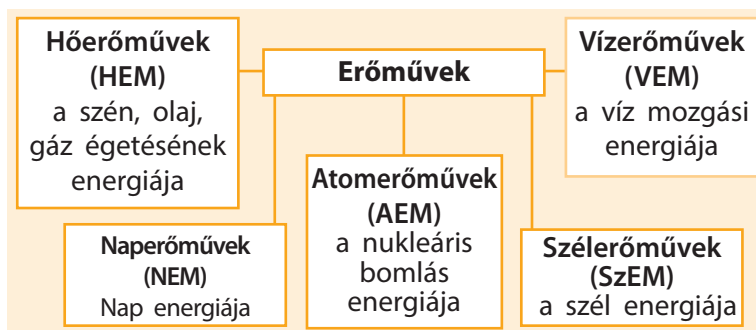 Hőerőművek
(HEM)
a szén, olaj,
gáz égetésének
energiája
Erőművek
Vízerőművek
(VEM)
a víz mozgási
energiája
Naperőművek
(NEM)
Nap energiája
Atomerőművek
(AEM)
a nukleáris
bomlás
energiája
Szélerőművek
(SzEM)
a szél energiája